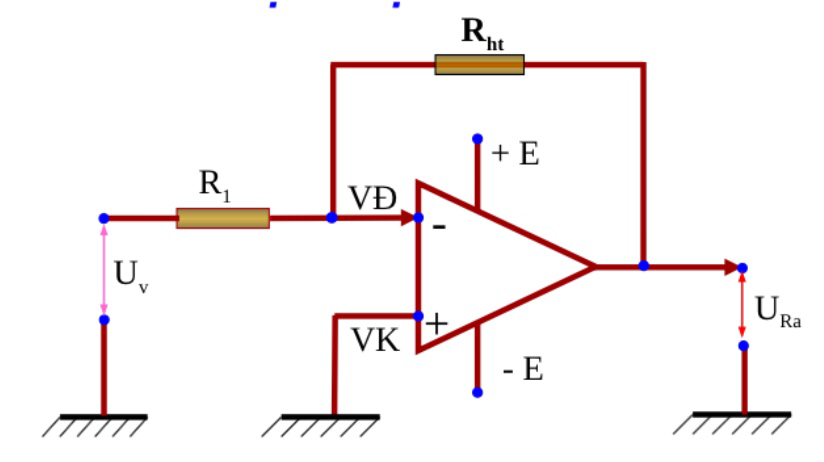 Rht
+ E
R1
VĐ
-
Uv
+
VK
URa
- E